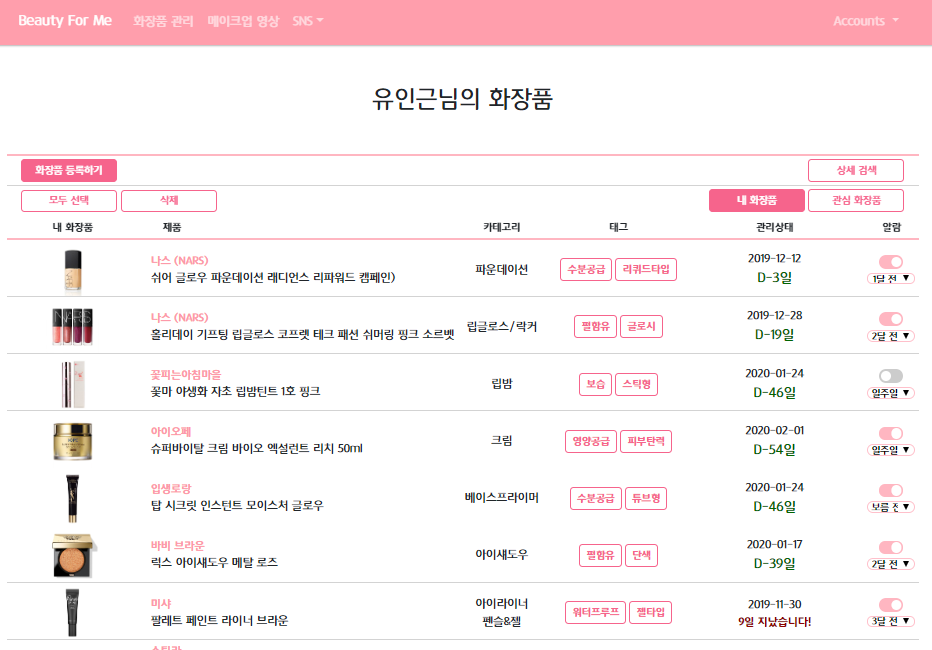 Beauty For Me 화장품 관리 메이크업 영상 SNS Accounts
유인근님의 화장품
화장품 등록하기 상세 검색
모두 선택 삭제 내 화장품 관심 화장품
내 화장품 제품 카테고리 태그 관리상태 알람
나스 (NARS)
쉬어 글로우 파운데이션 래디언스 리파워드 캠페인)
파운데이션
수분공급 리퀴드타입
2019-12-12
D-3일
1달 전
나스 (NARS)
홀리데이 기프팅 립글로스 코프렛 테크 패션 쉬머링 핑크 소르벳
립글로스/락커
펄함유 글로시
2019-12-28
D-19일
2달 전
꽃피는아침마을
꽃마 야생화 자초 립밤틴트 1호 핑크
립밤
보습 스틱형
2020-01-24
D-46일
일주일
아이오페
슈퍼바이탈 크림 바이오 엑설런트 리치 50ml
크림
영양공급 피부탄력
2020-02-01
D-54일
일주일
입생로랑
탑 시크릿 인스턴트 모이스처 글로우
베이스프라이머
수분공급 튜브형
2020-01-24
D-46일
보름 전
바비 브라운
럭스 아이섀도우 메탈 로즈
아이섀도우
펄함유 단색
2020-01-17
D-39일
2달 전
미샤
팔레트 페인트 라이너 브라운
아이라이너
펜슬&젤
워터프루프 젤타입
2019-11-30
9일 지났습니다!
3달 전